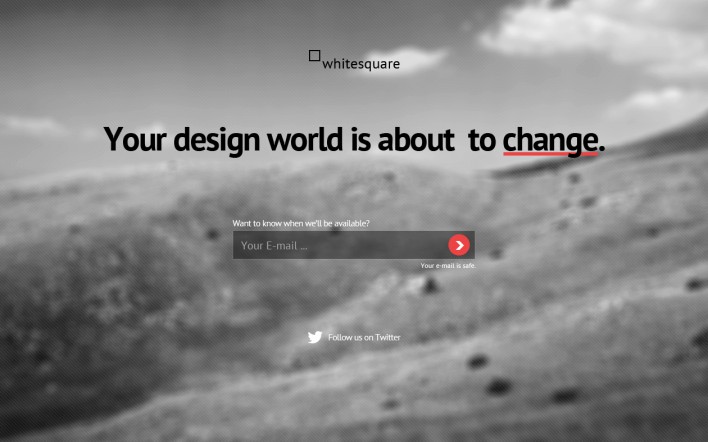 whitesquare
Your design world is about  to change.
Want to know when we'll be available?
Your E-mail ...
Your e-mail is safe.
Follow us on Twitter